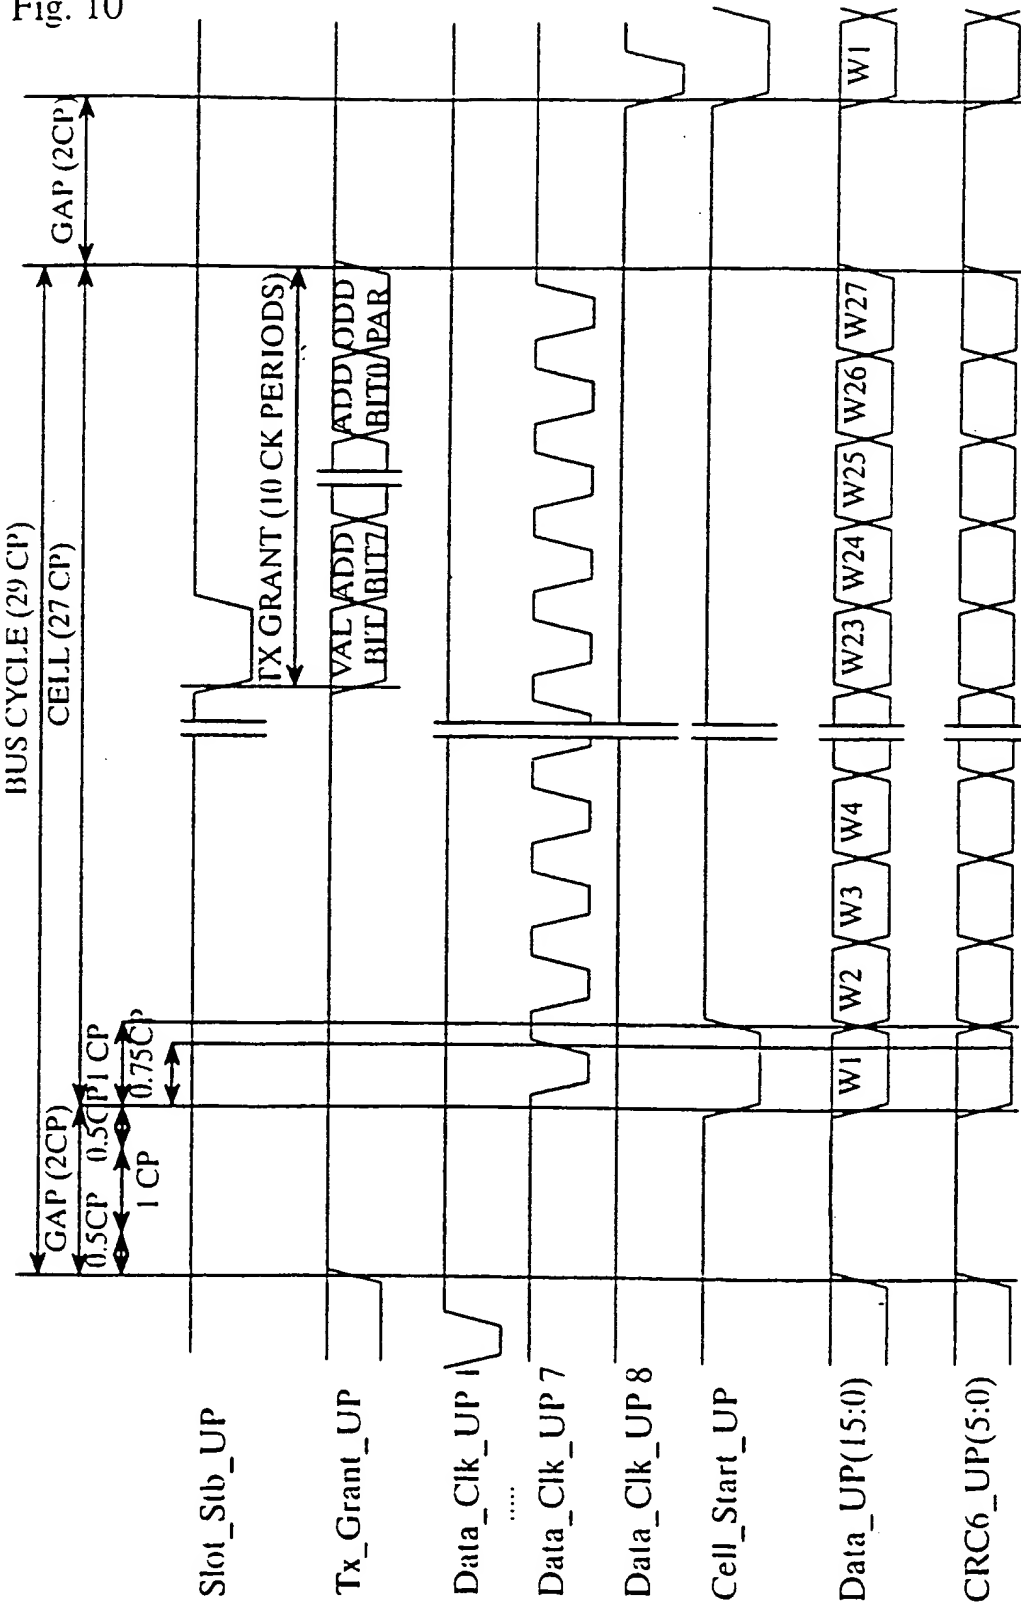 Fig. 10
BUS CYCLE (29 CP)
GAP (2CP)
CELL (27 CP)
GAP (2CP)
0.5CP
0.5CP
1 CP
1 CP
0.75CP
Slot_Stb_UP
TX GRANT (10 CK PERIODS)
Tx_Grant_UP
VAL BIT
ADD BIT7
ADD BIT0
ODD PAR
Data_Clk_UP 1
.....
Data_Clk_UP 7
Data_Clk_UP 8
Cell_Start_UP
Data_UP(15:0)
W1
W2
W3
W4
W23
W24
W25
W26
W27
W1
CRC6_UP(5:0)